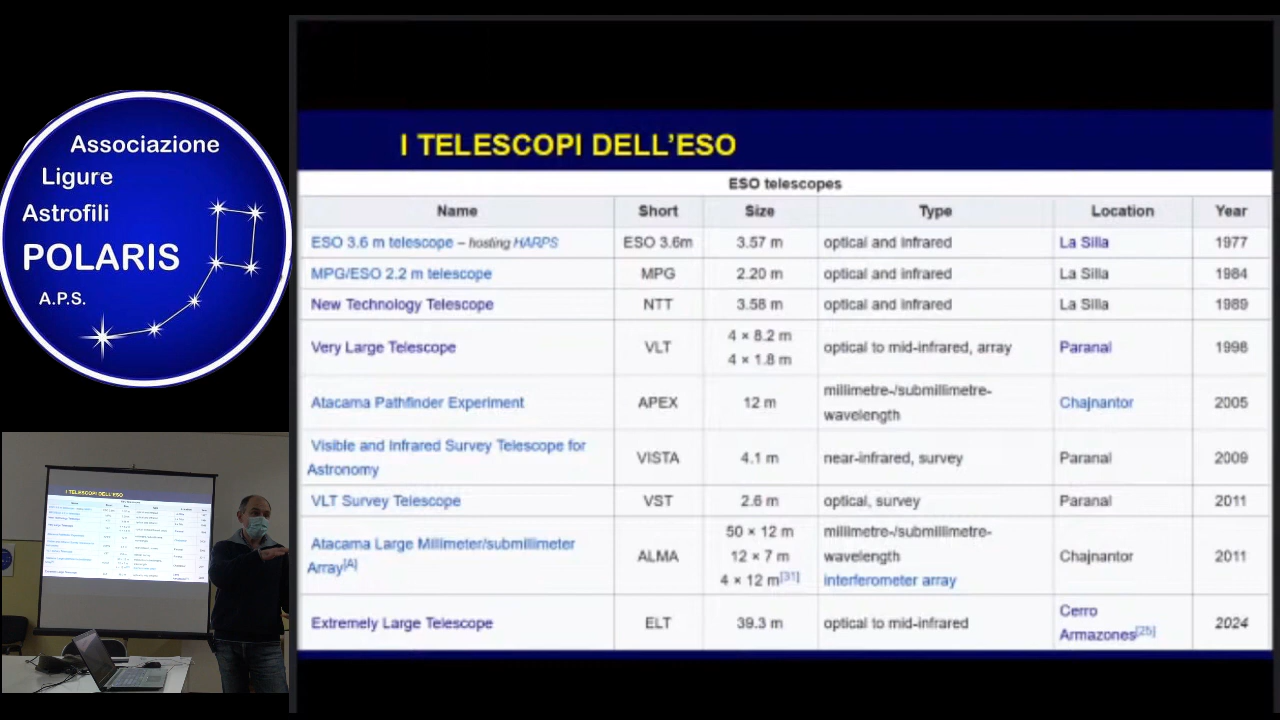 Associazione
Ligure
Astrofili
POLARIS
A.P.S.
I TELESCOPI DELL'ESO
ESO telescopes
Name Short Size Type Location Year
ESO 3.6 m telescope – hosting HARPS ESO 3.6m 3.57 m optical and infrared La Silla 1977
MPG/ESO 2.2 m telescope MPG 2.20 m optical and infrared La Silla 1984
New Technology Telescope NTT 3.58 m optical and infrared La Silla 1989
Very Large Telescope VLT 4 × 8.2 m
4 × 1.8 m optical to mid-infrared, array Paranal 1998
Atacama Pathfinder Experiment APEX 12 m millimetre-/submillimetre-
wavelength Chajnantor 2005
Visible and Infrared Survey Telescope for
Astronomy VISTA 4.1 m near-infrared, survey Paranal 2009
VLT Survey Telescope VST 2.6 m optical, survey Paranal 2011
Atacama Large Millimeter/submillimeter
Array[A] ALMA 50 × 12 m
12 × 7 m
4 × 12 m[31] millimetre-/submillimetre-
wavelength
interferometer array Chajnantor 2011
Extremely Large Telescope ELT 39.3 m optical to mid-infrared Cerro
Armazones[25] 2024
I TELESCOPI DELL'ESO